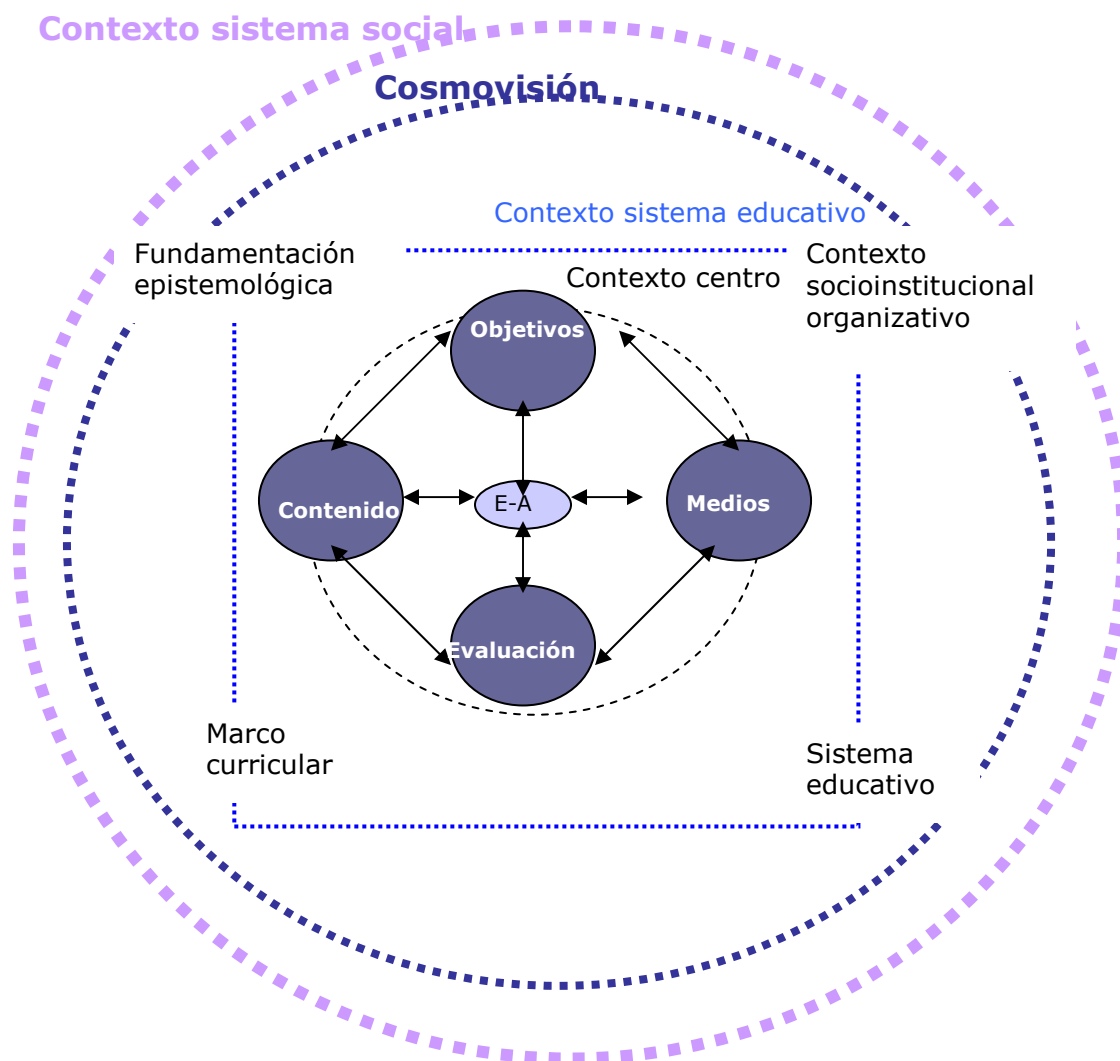 Contexto sistema social
Cosmovisión
Contexto sistema educativo
Fundamentación
epistemológica
Contexto
socioinstitucional
organizativo
Contexto centro
Objetivos
Contenido
E-A
Medios
Evaluación
Marco
curricular
Sistema
educativo